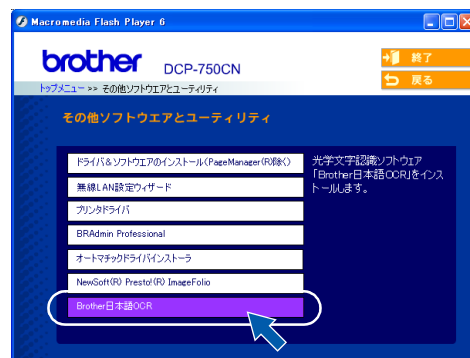 Macromedia Flash Player 6
brother DCP-750CN
終了
戻る
トップメニュー >> その他ソフトウエアとユーティリティ
その他ソフトウエアとユーティリティ
ドライバ&ソフトウエアのインストール(PageManager(R)除く)
無線LAN設定ウィザード
プリンタドライバ
BRAdmin Professional
オートマチックドライバインストーラ
NewSoft(R) Presto!(R) ImageFolio
Brother日本語OCR
光学文字認識ソフトウェア
「Brother日本語OCR」をインス
トールします。